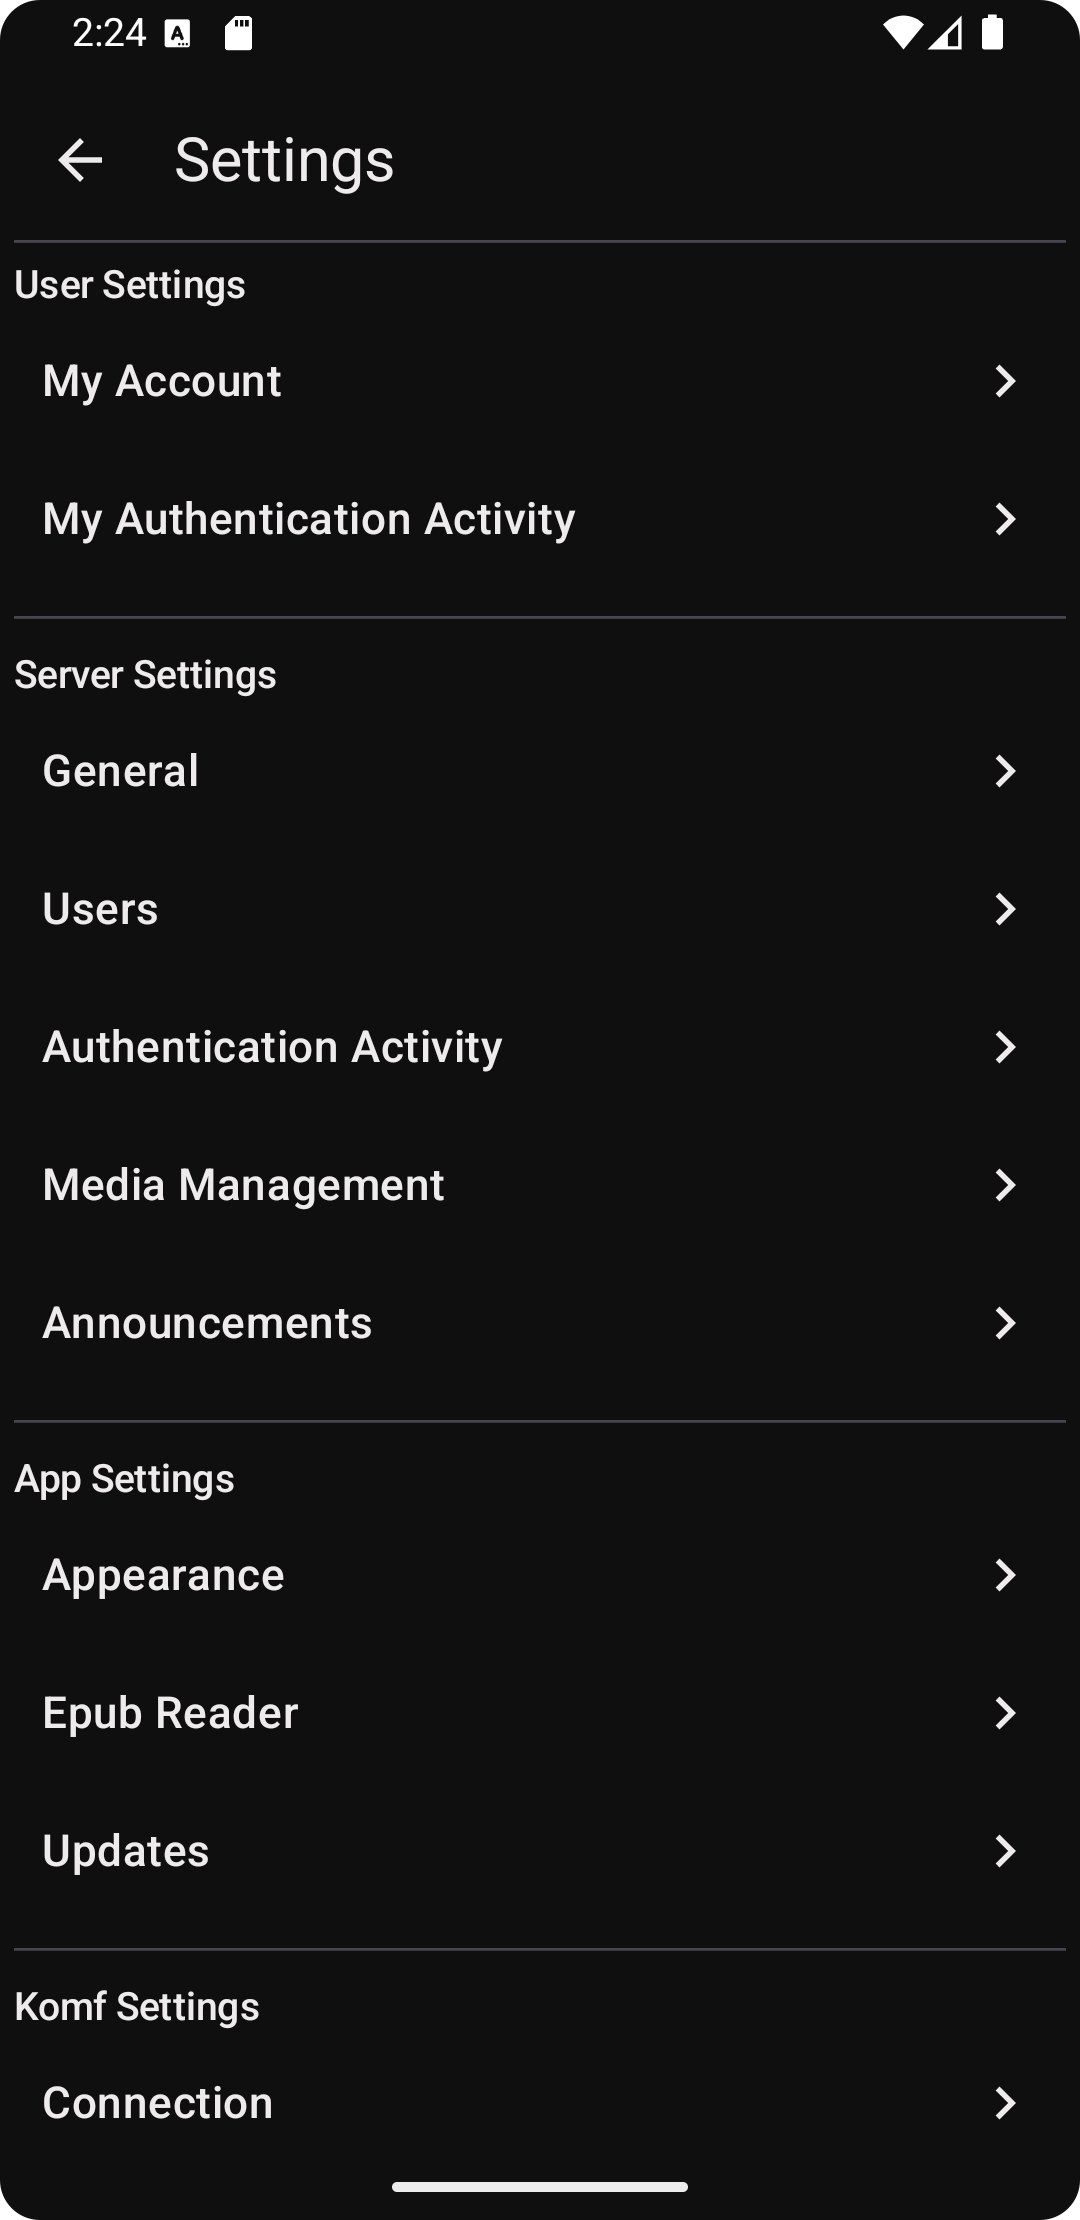 2:24
Settings
User Settings
My Account
My Authentication Activity
Server Settings
General
Users
Authentication Activity
Media Management
Announcements
App Settings
Appearance
Epub Reader
Updates
Komf Settings
Connection